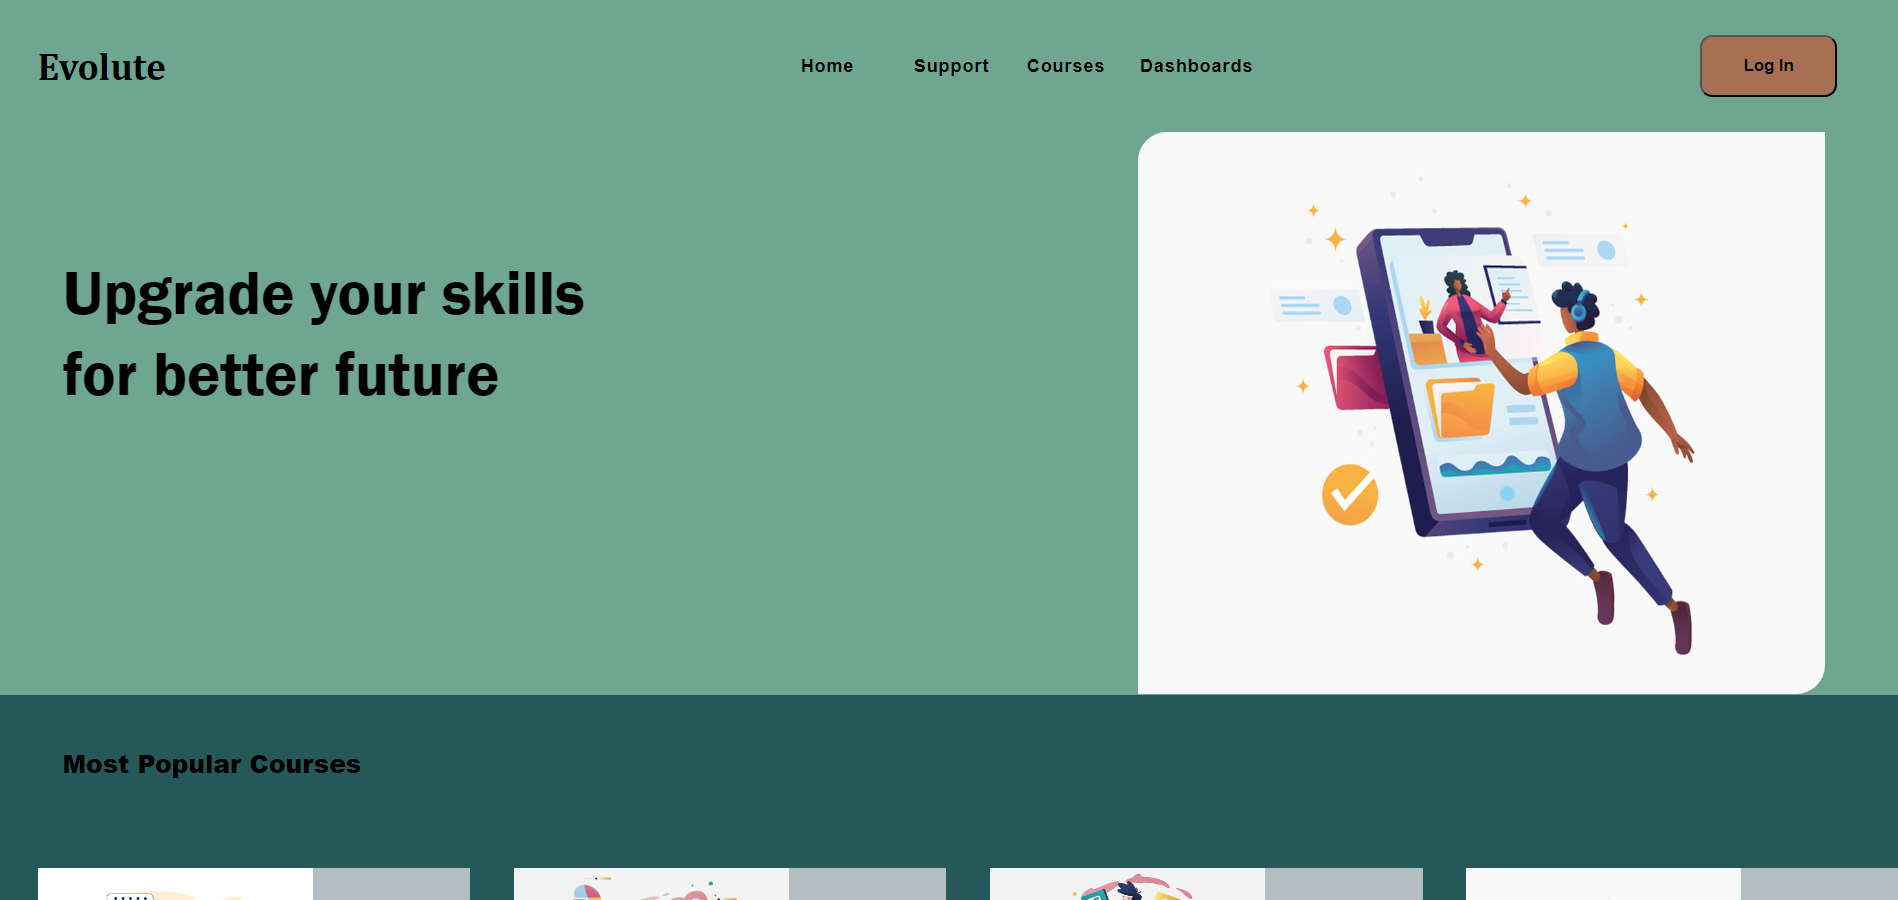 Evolute
Home Support Courses Dashboards
Log In
Upgrade your skills
for better future
Most Popular Courses